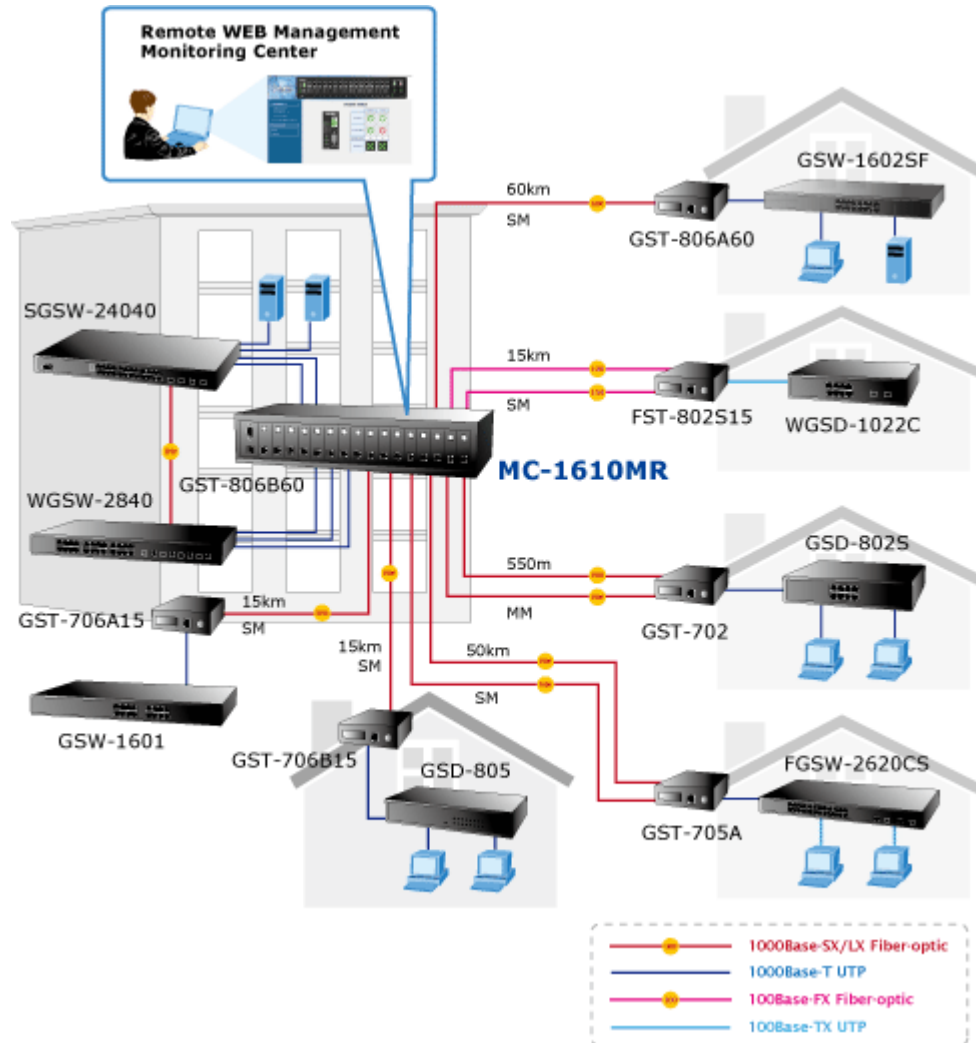 Remote WEB Management
Monitoring Center
60km
SM
GSW-1602SF
GST-806A60
SGSW-24040
15km
SM
FST-802S15
WGSD-1022C
MC-1610MR
GST-806B60
WGSW-2840
GSD-802S
550m
MM
GST-702
15km
SM
GST-706A15
15km
SM
50km
SM
GSW-1601
GST-706B15
GSD-805
FGSW-2620CS
GST-705A
1000Base-SX/LX Fiber-optic
1000Base-T UTP
100Base-FX Fiber-optic
100Base-TX UTP